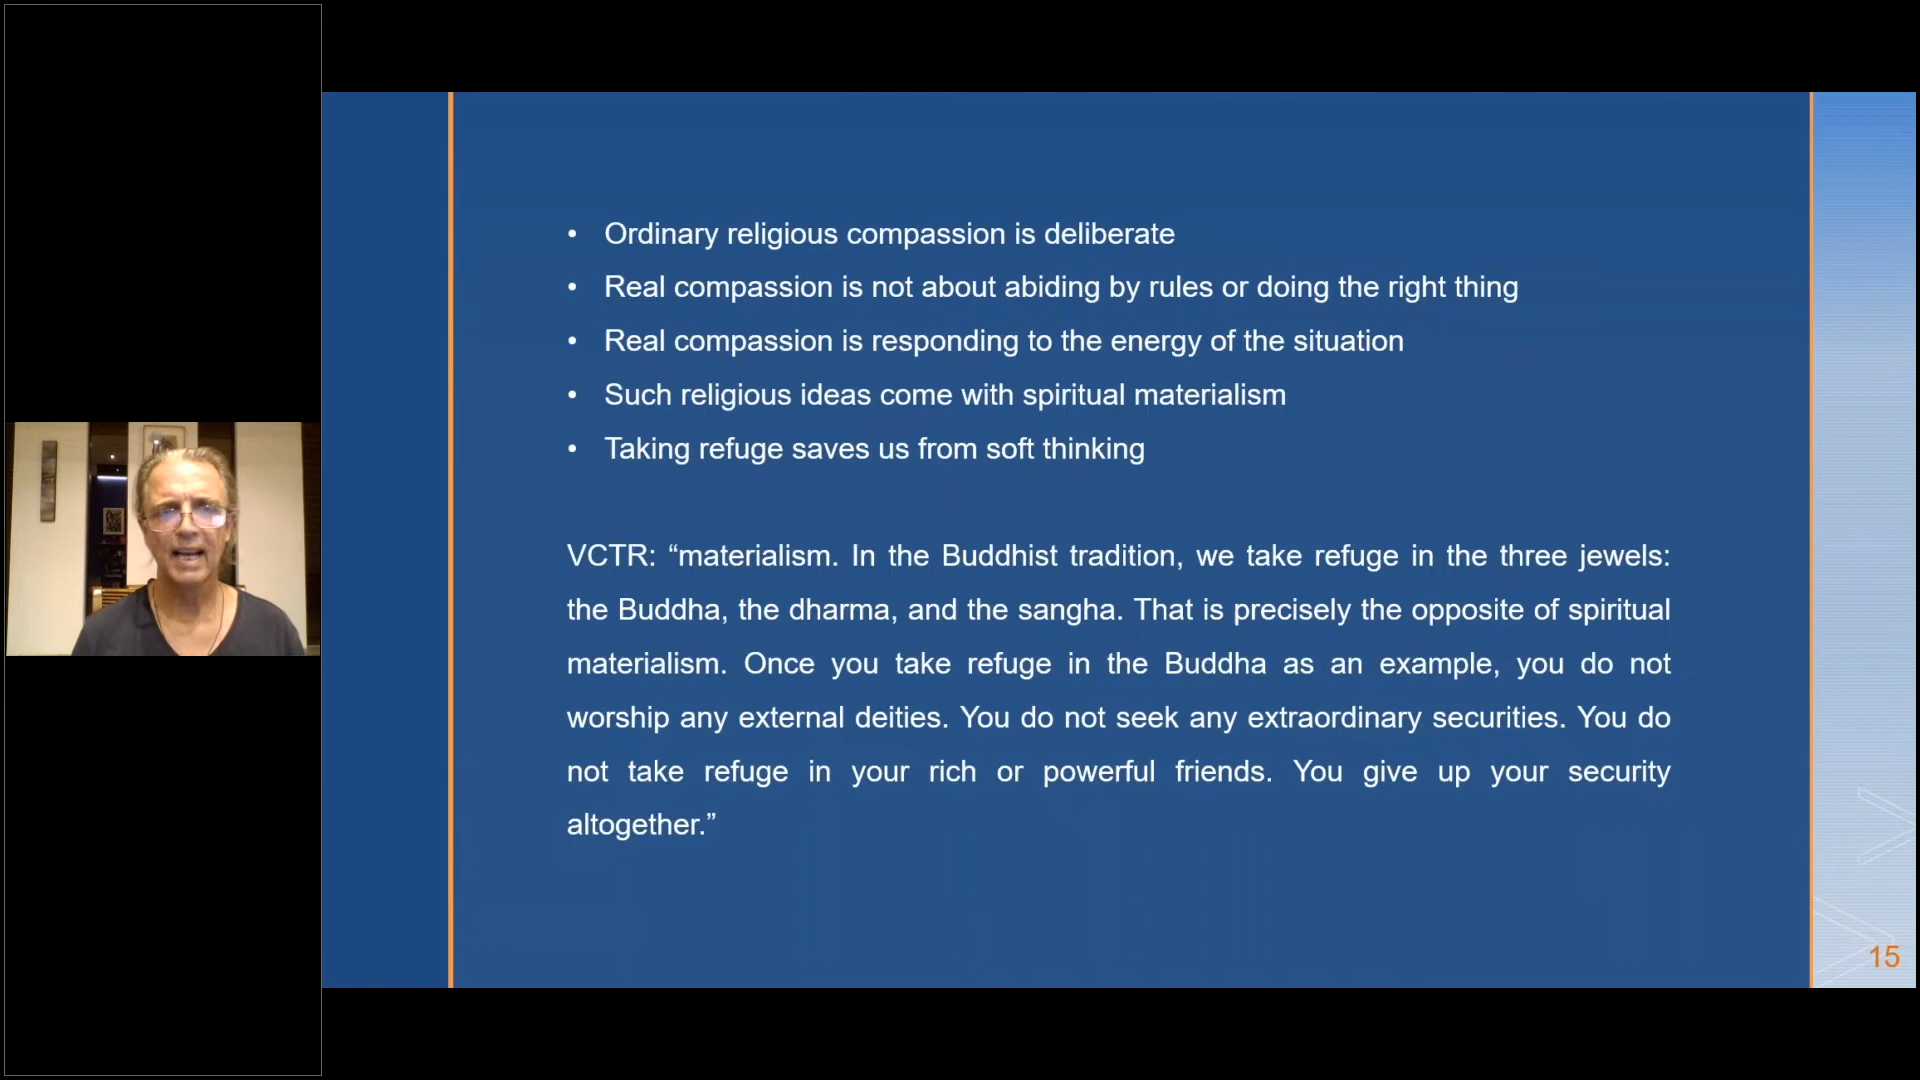 • Ordinary religious compassion is deliberate
• Real compassion is not about abiding by rules or doing the right thing
• Real compassion is responding to the energy of the situation
• Such religious ideas come with spiritual materialism
• Taking refuge saves us from soft thinking
VCTR: “materialism. In the Buddhist tradition, we take refuge in the three jewels:
the Buddha, the dharma, and the sangha. That is precisely the opposite of spiritual
materialism. Once you take refuge in the Buddha as an example, you do not
worship any external deities. You do not seek any extraordinary securities. You do
not take refuge in your rich or powerful friends. You give up your security
altogether.”
15